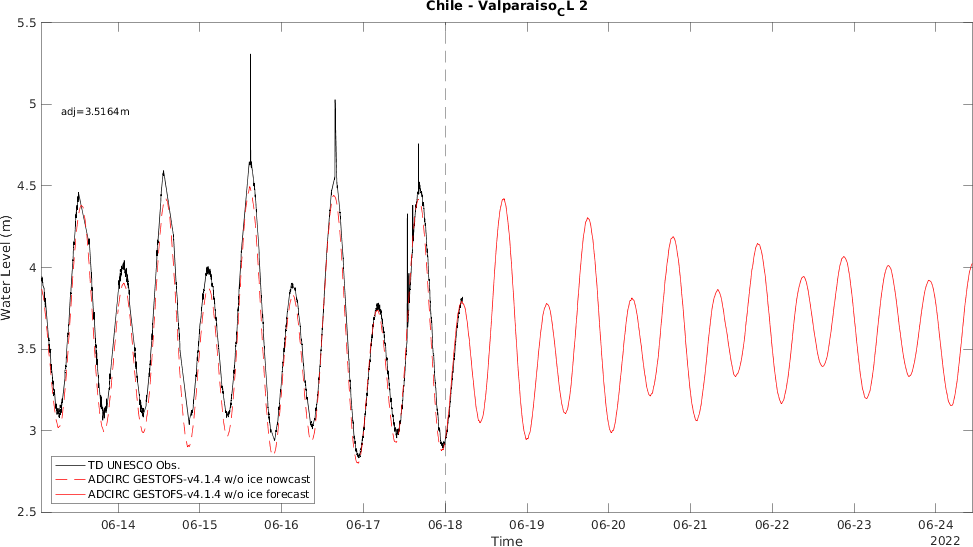 Chile - Valparaiso_CL 2
5.5
5
4.5
4
3.5
3
2.5
Water Level (m)
adj=3.5164m
TD UNESCO Obs.
ADCIRC GESTOFS-v4.1.4 w/o ice nowcast
ADCIRC GESTOFS-v4.1.4 w/o ice forecast
06-14 06-15 06-16 06-17 06-18 06-19 06-20 06-21 06-22 06-23 06-24
Time
2022